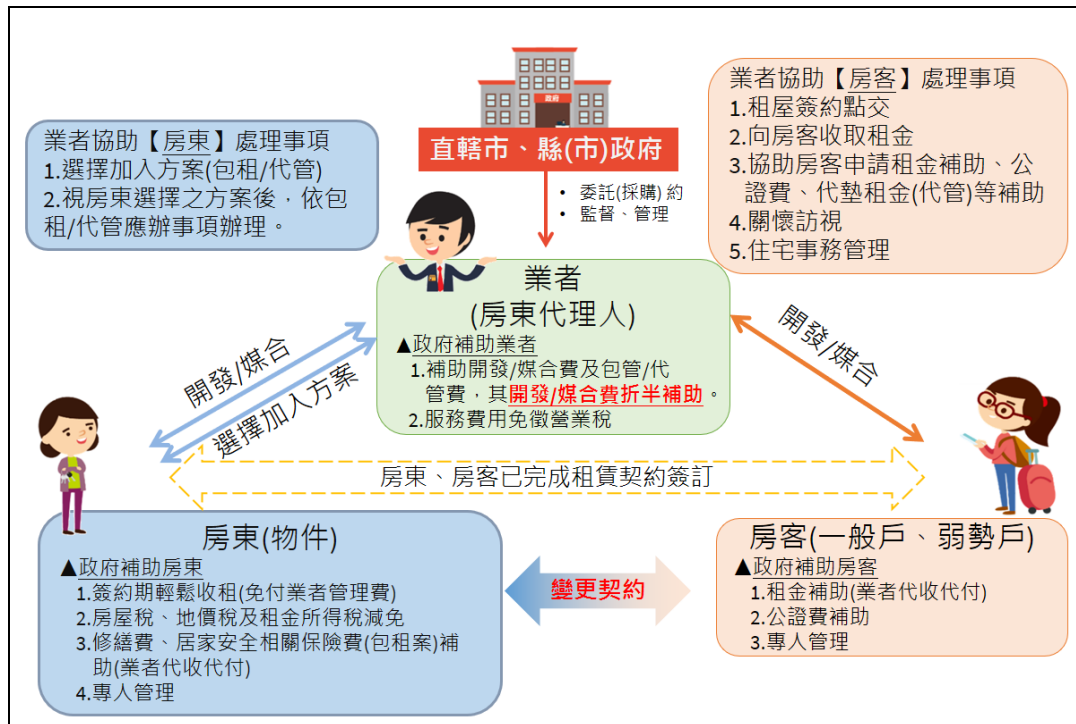 政府
直轄市、縣(市)政府
• 委託(採購) 約
• 監督、管理
業者協助【房東】處理事項
1.選擇加入方案(包租/代管)
2.視房東選擇之方案後，依包
租/代管應辦事項辦理。
業者協助【房客】處理事項
1.租屋簽約點交
2.向房客收取租金
3.協助房客申請租金補助、公
證費、代墊租金(代管)等補助
4.關懷訪視
5.住宅事務管理
業者
(房東代理人)
▲政府補助業者
1.補助開發/媒合費及包管/代
管費，其開發/媒合費折半補助。
2.服務費用免徵營業稅
開發/媒合
選擇加入方案
開發/媒合
房東、房客已完成租賃契約簽訂
房東(物件)
▲政府補助房東
1.簽約期輕鬆收租(免付業者管理費)
2.房屋稅、地價稅及租金所得稅減免
3.修繕費、居家安全相關保險費(包租案)補
助(業者代收代付)
4.專人管理
變更契約
房客(一般戶、弱勢戶)
▲政府補助房客
1.租金補助(業者代收代付)
2.公證費補助
3.專人管理